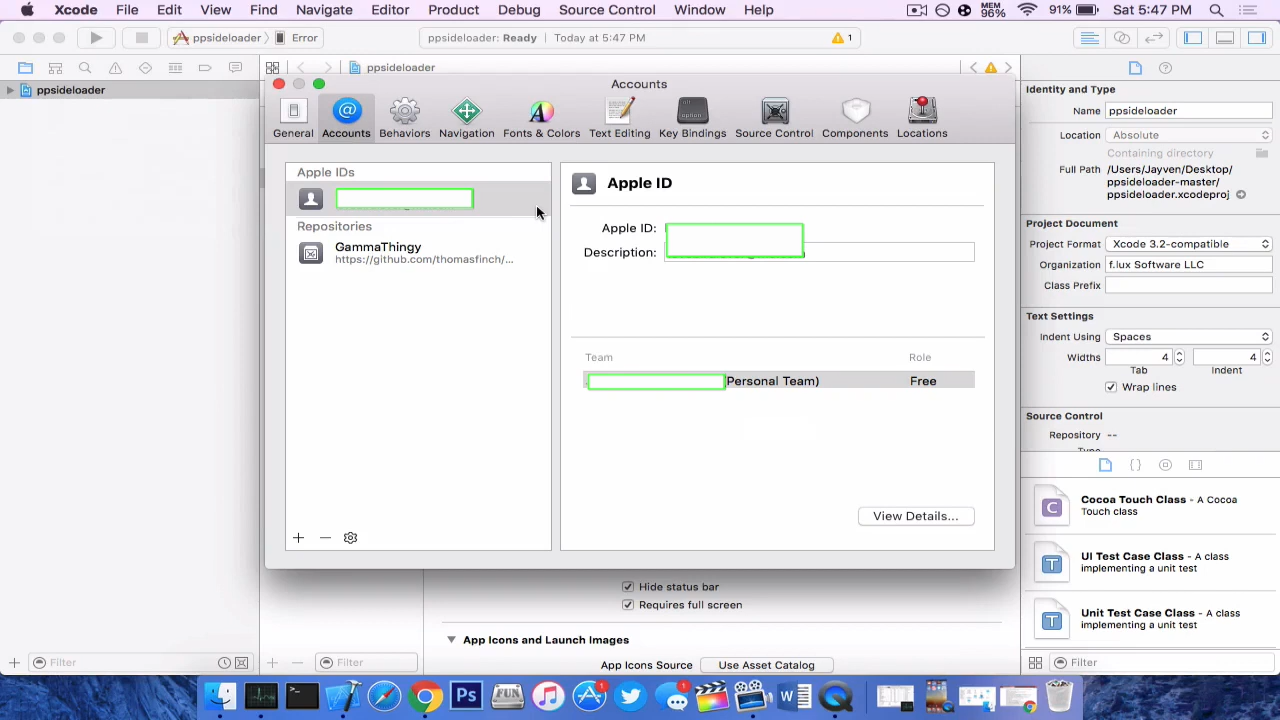 Xcode File Edit View Find Navigate Editor Product Debug Source Control Window Help MEM 96% 91% Sat 5:47 PM
ppsideloader Error ppsideloader: Ready Today at 5:47 PM 1
ppsideloader
ppsideloader
Accounts
General Accounts Behaviors Navigation Fonts & Colors Text Editing Key Bindings Source Control Components Locations
option
Apple IDs
Repositories
GammaThingy
https://github.com/thomasfinch/...
Apple ID
Apple ID:
Description:
Team Role
Personal Team) Free
View Details...
Hide status bar
Requires full screen
App Icons and Launch Images
App Icons Source Use Asset Catalog
Filter
Filter
Identity and Type
Name ppsideloader
Location Absolute
Containing directory
Full Path /Users/Jayven/Desktop/
ppsideloader-master/
ppsideloader.xcodeproj
Project Document
Project Format Xcode 3.2-compatible
Organization f.lux Software LLC
Class Prefix
Text Settings
Indent Using Spaces
Widths 4 4
Tab Indent
Wrap lines
Source Control
Repository --
C
Cocoa Touch Class - A Cocoa
Touch class
T
UI Test Case Class - A class
implementing a unit test
T
Unit Test Case Class - A class
implementing a unit test
Filter
Ps
FUN
1
1
W